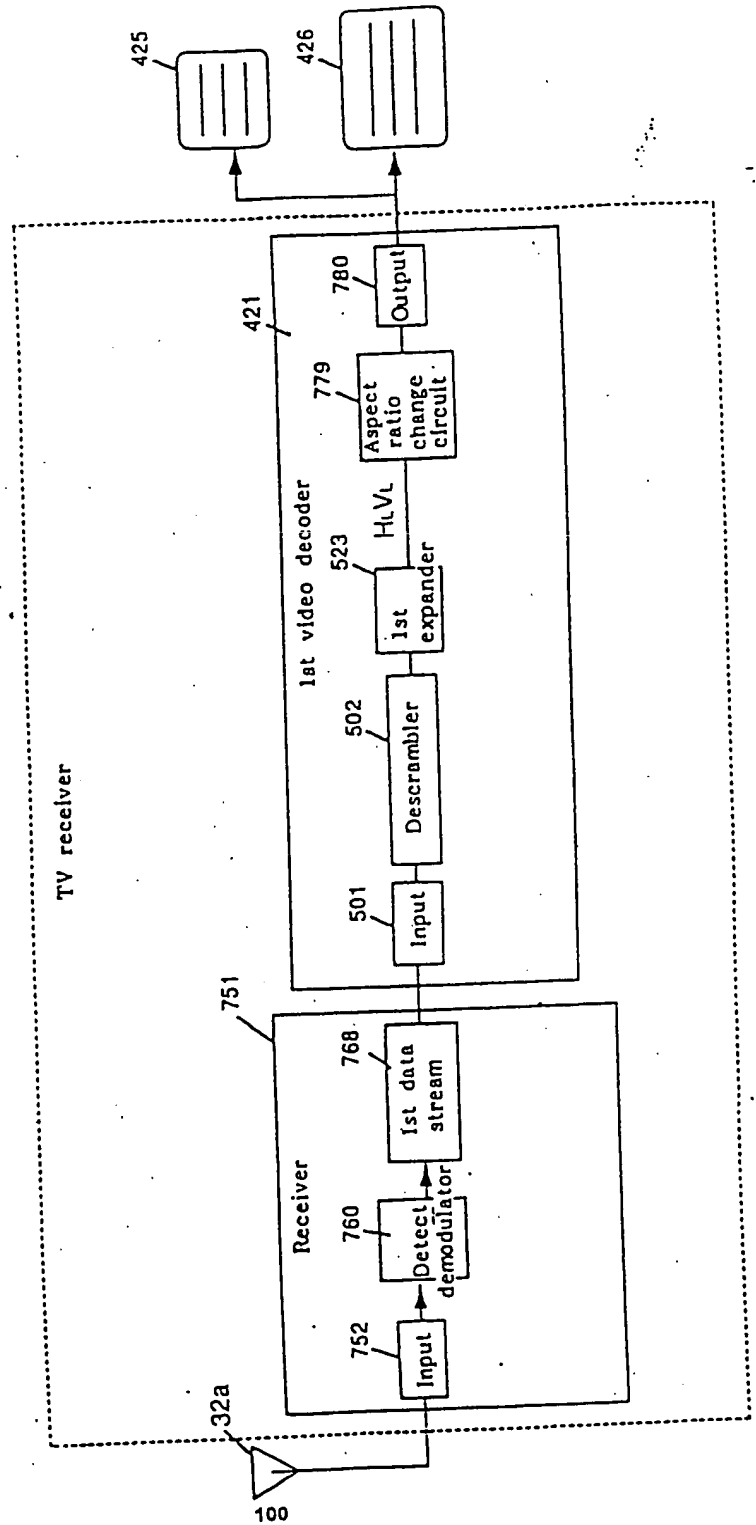 TV receiver
32a
100
751
Receiver
752
Input
760
Detect
demodulator
768
1st data
stream
421
1st video decoder
501
Input
502
Descrambler
523
1st
expander
HLVL
779
Aspect
ratio
change
circuit
780
Output
425
426